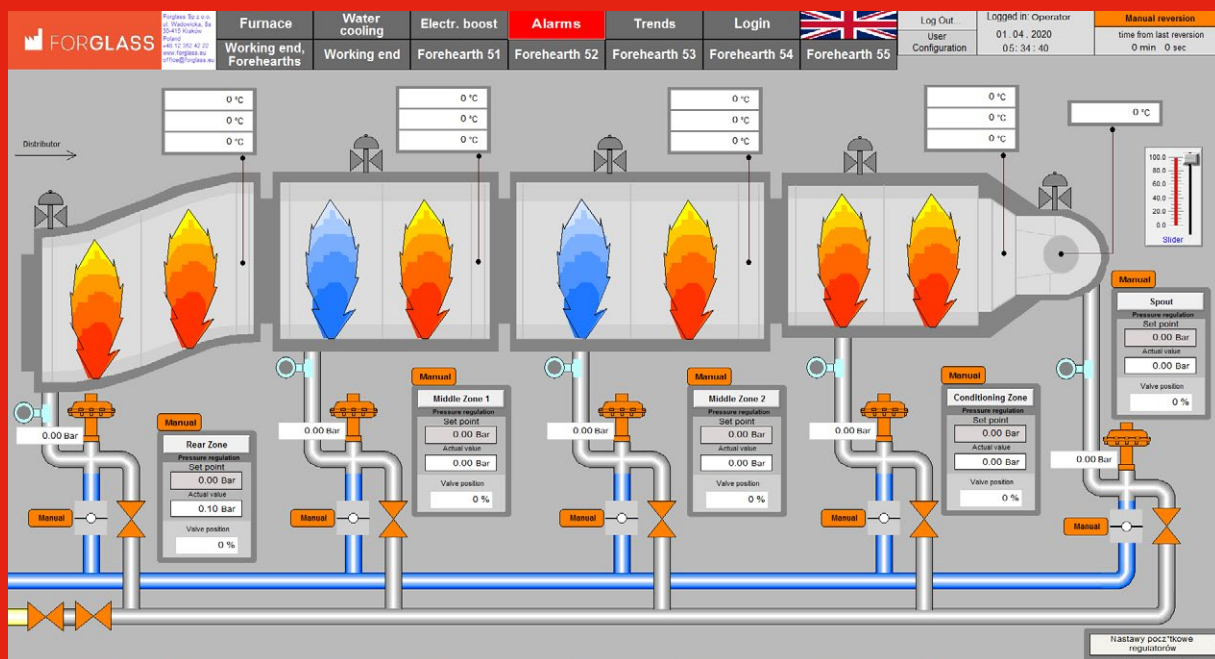 FORGLASS
Forglass Sp z o.o.
ul. Wadowicka, 8a
30-415 Kraków
Poland
+48 12 382 42 22
www.forglass.eu
office@forglass.eu
Furnace
Water cooling
Electr. boost
Alarms
Trends
Login
Working end, Forehearths
Working end
Forehearth 51
Forehearth 52
Forehearth 53
Forehearth 54
Forehearth 55
Log Out...
User Configuration
Logged in: Operator
01. 04 . 2020
05: 34 : 40
Manual reversion
time from last reversion
0 min 0 sec
Distributor
0 °C
0 °C
0 °C
0 °C
0 °C
0 °C
0 °C
0 °C
0 °C
0 °C
0 °C
0 °C
0 °C
100.0
80.0
60.0
40.0
20.0
0.0
Slider
0.00 Bar
Manual
Rear Zone
Pressure regulation
Set point
0.00 Bar
Actual value
0.10 Bar
Valve position
0 %
Manual
0.00 Bar
Manual
Middle Zone 1
Pressure regulation
Set point
0.00 Bar
Actual value
0.00 Bar
Valve position
0 %
Manual
0.00 Bar
Manual
Middle Zone 2
Pressure regulation
Set point
0.00 Bar
Actual value
0.00 Bar
Valve position
0 %
Manual
0.00 Bar
Manual
Conditioning Zone
Pressure regulation
Set point
0.00 Bar
Actual value
0.00 Bar
Valve position
0 %
Manual
0.00 Bar
Manual
Spout
Pressure regulation
Set point
0.00 Bar
Actual value
0.00 Bar
Valve position
0 %
Manual
Nastawy pocz"tkowe
regulatorów